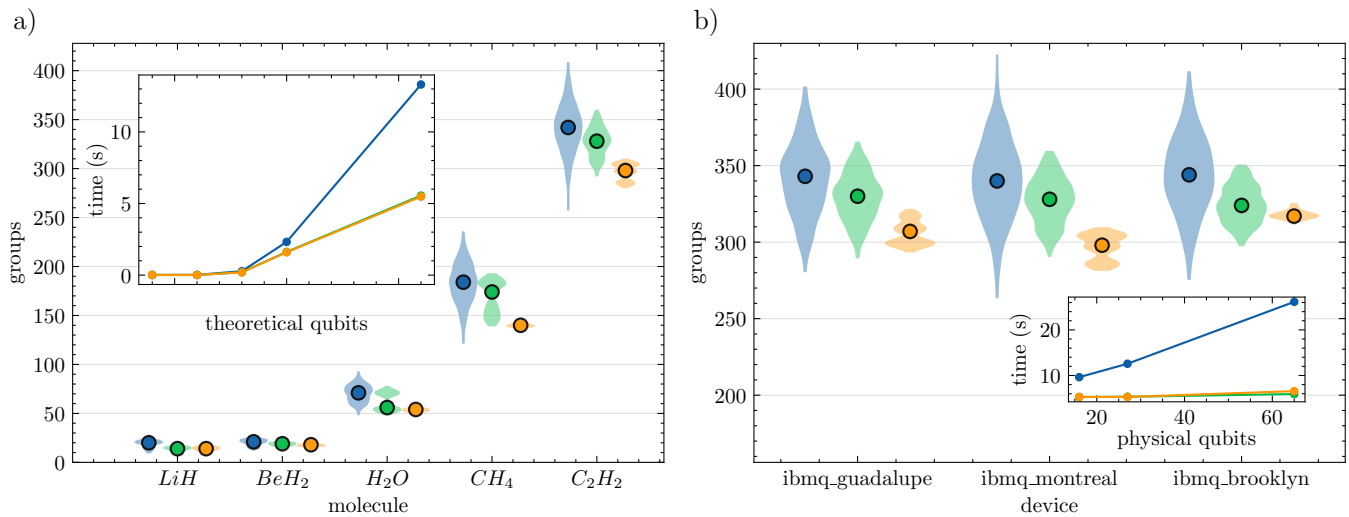 a)
groups
400
350
300
250
200
150
100
50
0
time (s)
10
5
0
theoretical qubits
LiH
BeH₂
H₂O
CH₄
C₂H₂
molecule
b)
groups
400
350
300
250
200
time (s)
20
10
20
40
60
physical qubits
ibmq_guadalupe
ibmq_montreal
ibmq_brooklyn
device